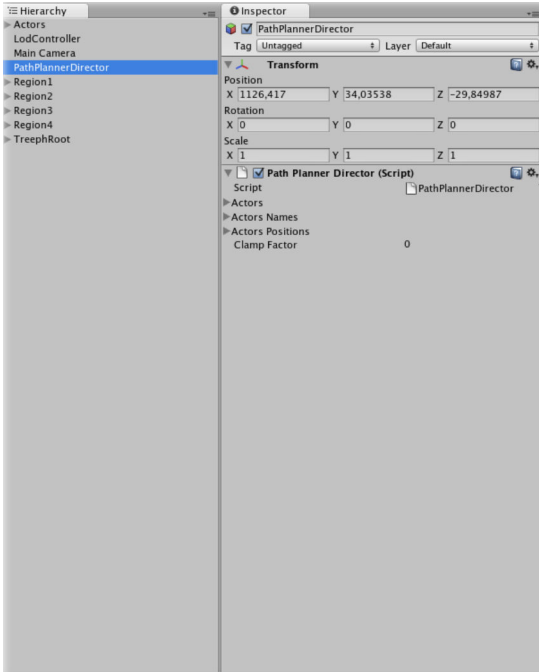 Hierarchy
Actors
LodController
Main Camera
PathPlannerDirector
Region1
Region2
Region3
Region4
TreephRoot
Inspector
PathPlannerDirector
Tag Untagged Layer Default
Transform
Position
X 1126,417 Y 34,03538 Z -29,84987
Rotation
X 0 Y 0 Z 0
Scale
X 1 Y 1 Z 1
Path Planner Director (Script)
Script PathPlannerDirector
Actors
Actors Names
Actors Positions
Clamp Factor 0